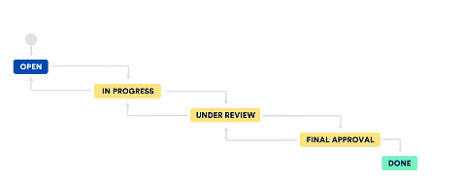 OPEN
IN PROGRESS
UNDER REVIEW
FINAL APPROVAL
DONE